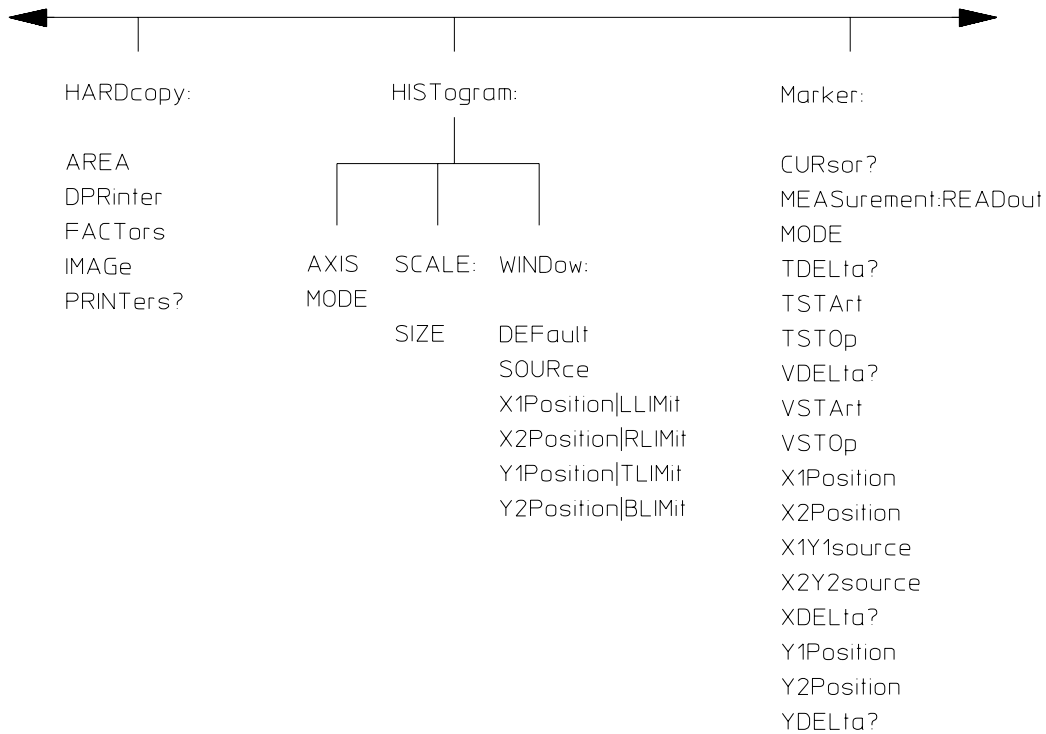 HARDcopy:
AREA
DPRinter
FACTors
IMAGe
PRINTers?
HISTogram:
AXIS
MODE
SCALE:
SIZE
WINDow:
DEFault
SOURce
X1Position|LLIMit
X2Position|RLIMit
Y1Position|TLIMit
Y2Position|BLIMit
Marker:
CURsor?
MEASurement:READout
MODE
TDELta?
TSTArt
TSTOp
VDELta?
VSTArt
VSTOp
X1Position
X2Position
X1Y1source
X2Y2source
XDELta?
Y1Position
Y2Position
YDELta?